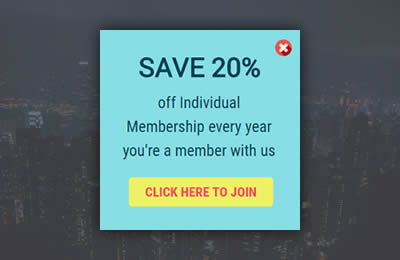 SAVE 20%
off Individual
Membership every year
you're a member with us
CLICK HERE TO JOIN